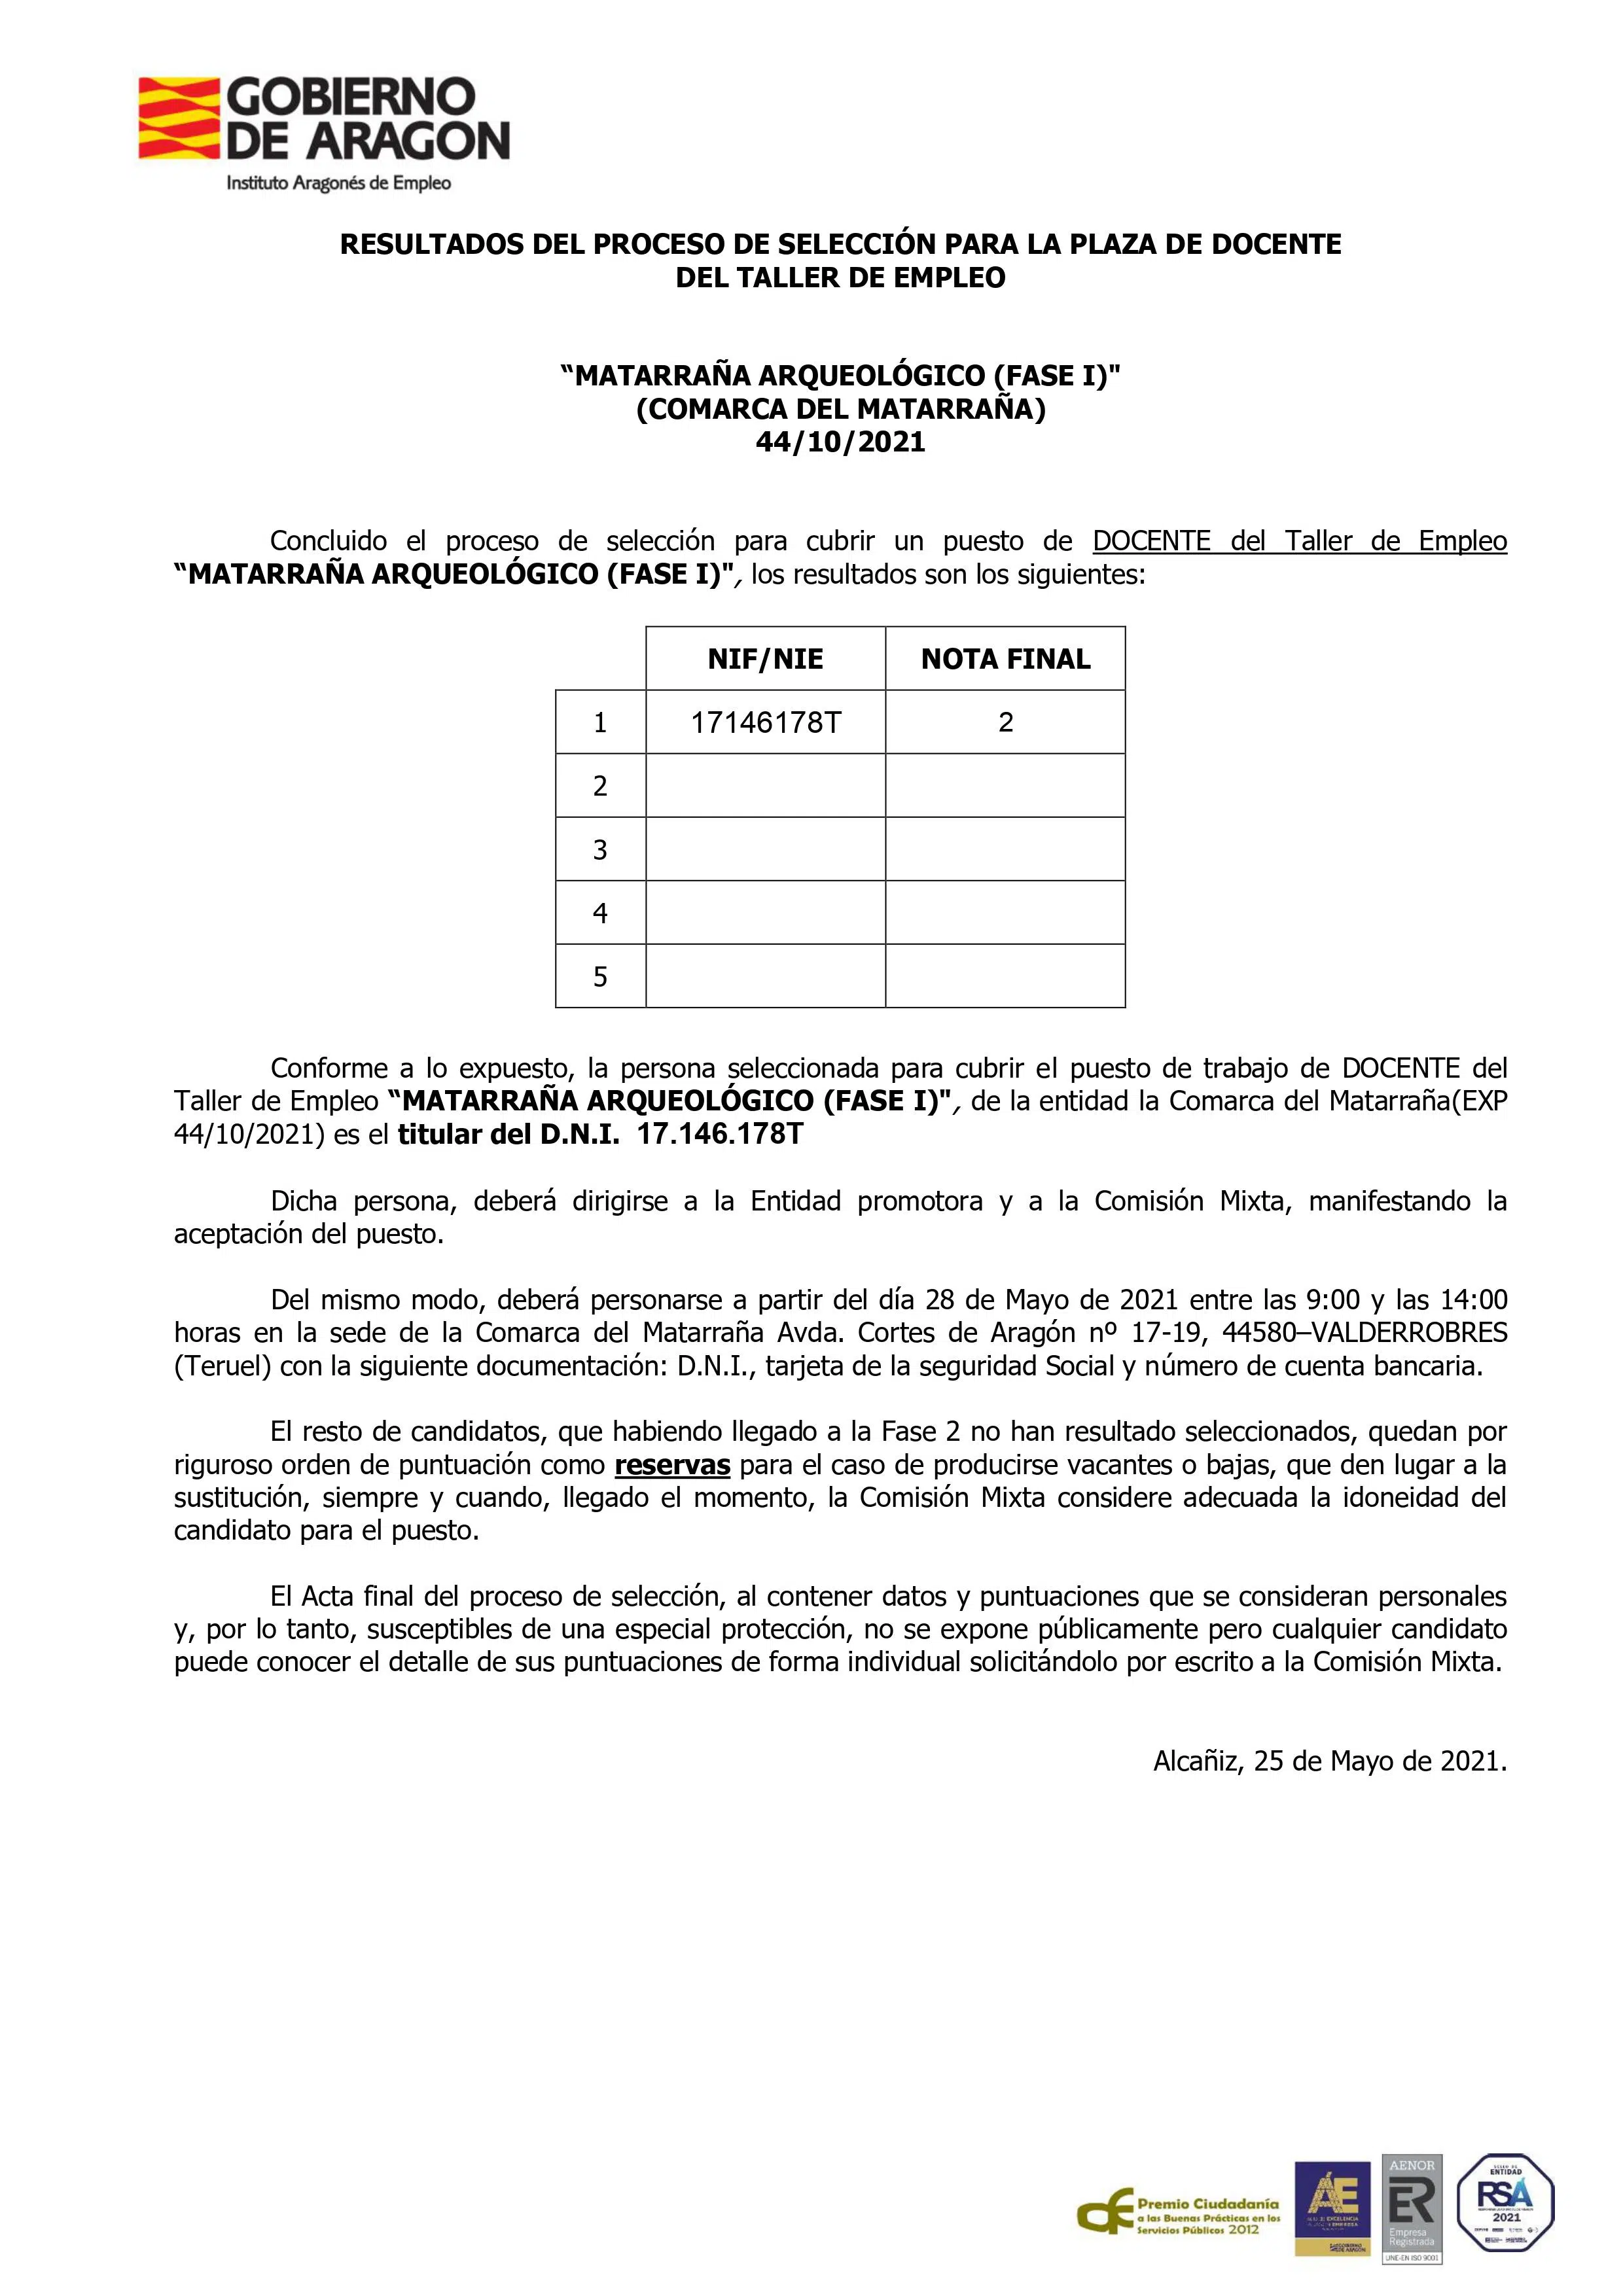 GOBIERNO
DE ARAGON
Instituto Aragonés de Empleo
RESULTADOS DEL PROCESO DE SELECCIÓN PARA LA PLAZA DE DOCENTE
DEL TALLER DE EMPLEO
“MATARRAÑA ARQUEOLÓGICO (FASE I)"
(COMARCA DEL MATARRAÑA)
44/10/2021
Concluido el proceso de selección para cubrir un puesto de DOCENTE del Taller de Empleo
“MATARRAÑA ARQUEOLÓGICO (FASE I)", los resultados son los siguientes:
NIF/NIE NOTA FINAL
1 17146178T 2
2
3
4
5
Conforme a lo expuesto, la persona seleccionada para cubrir el puesto de trabajo de DOCENTE del
Taller de Empleo “MATARRAÑA ARQUEOLÓGICO (FASE I)", de la entidad la Comarca del Matarraña(EXP
44/10/2021) es el titular del D.N.I. 17.146.178T
Dicha persona, deberá dirigirse a la Entidad promotora y a la Comisión Mixta, manifestando la
aceptación del puesto.
Del mismo modo, deberá personarse a partir del día 28 de Mayo de 2021 entre las 9:00 y las 14:00
horas en la sede de la Comarca del Matarraña Avda. Cortes de Aragón nº 17-19, 44580–VALDERROBRES
(Teruel) con la siguiente documentación: D.N.I., tarjeta de la seguridad Social y número de cuenta bancaria.
El resto de candidatos, que habiendo llegado a la Fase 2 no han resultado seleccionados, quedan por
riguroso orden de puntuación como reservas para el caso de producirse vacantes o bajas, que den lugar a la
sustitución, siempre y cuando, llegado el momento, la Comisión Mixta considere adecuada la idoneidad del
candidato para el puesto.
El Acta final del proceso de selección, al contener datos y puntuaciones que se consideran personales
y, por lo tanto, susceptibles de una especial protección, no se expone públicamente pero cualquier candidato
puede conocer el detalle de sus puntuaciones de forma individual solicitándolo por escrito a la Comisión Mixta.
Alcañiz, 25 de Mayo de 2021.
Premio Ciudadanía
a las Buenas Prácticas en los
Servicios Públicos 2012
ÁE
GOBIERNO
DE ARAGON
AENOR
ER
Empresa
Registrada
UNE-EN ISO 9001
ENTIDAD
RSA
2021